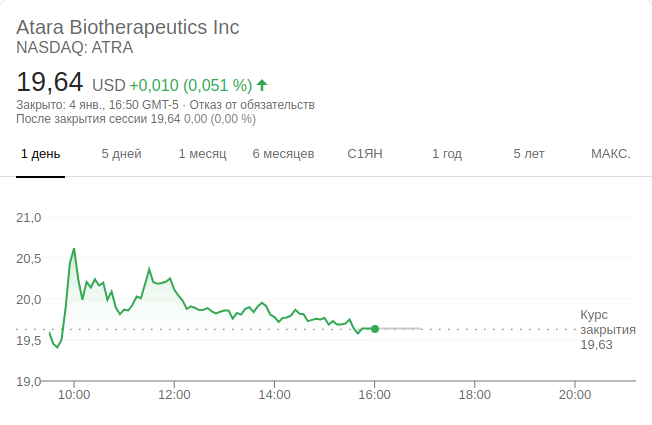 Atara Biotherapeutics Inc
NASDAQ: ATRA
19,64 USD +0,010 (0,051 %)
Закрыто: 4 янв., 16:50 GMT-5 · Отказ от обязательств
После закрытия сессии 19,64 0,00 (0,00 %)
1 день 5 дней 1 месяц 6 месяцев С1ЯН 1 год 5 лет МАКС.
21,0
20,5
20,0
19,5
19,0
Курс
закрытия
19,63
10:00 12:00 14:00 16:00 18:00 20:00